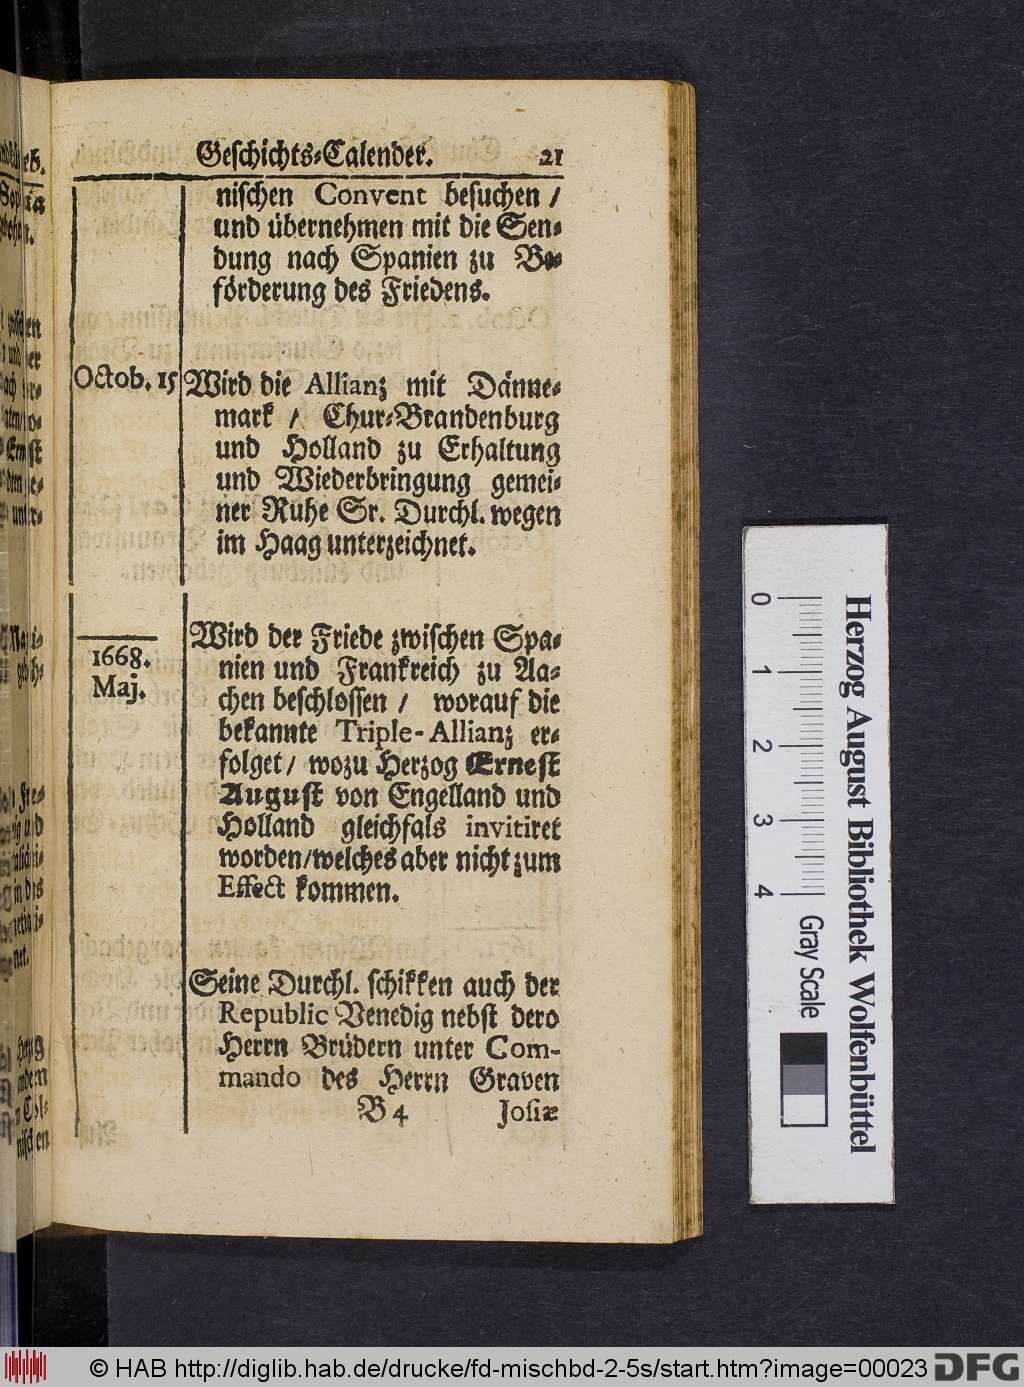 Geschichts-Calender. 21
nischen Convent besuchen /
und übernehmen mit die Sen-
dung nach Spanien zu Be-
förderung des Friedens.
Octob. 15 Wird die Allianz mit Dänne-
mark / Chur-Brandenburg
und Holland zu Erhaltung
und Wiederbringung gemei-
ner Ruhe Sr. Durchl. wegen
im Haag unterzeichnet.
1668.
Maj.
Wird der Friede zwischen Spa-
nien und Frankreich zu Aa-
chen beschlossen / worauf die
bekannte Triple-Allianz er-
folget / wozu Herzog Ernest
August von Engelland und
Holland gleichfals invitiret
worden / welches aber nicht zum
Effect kommen.
Seine Durchl. schikken auch der
Republic Venedig nebst dero
Herrn Brüdern unter Com-
mando des Herrn Graven
B 4 Josiæ
0 1 2 3 4
Gray Scale
Herzog August Bibliothek Wolfenbüttel
© HAB http://diglib.hab.de/drucke/fd-mischbd-2-5s/start.htm?image=00023 DFG